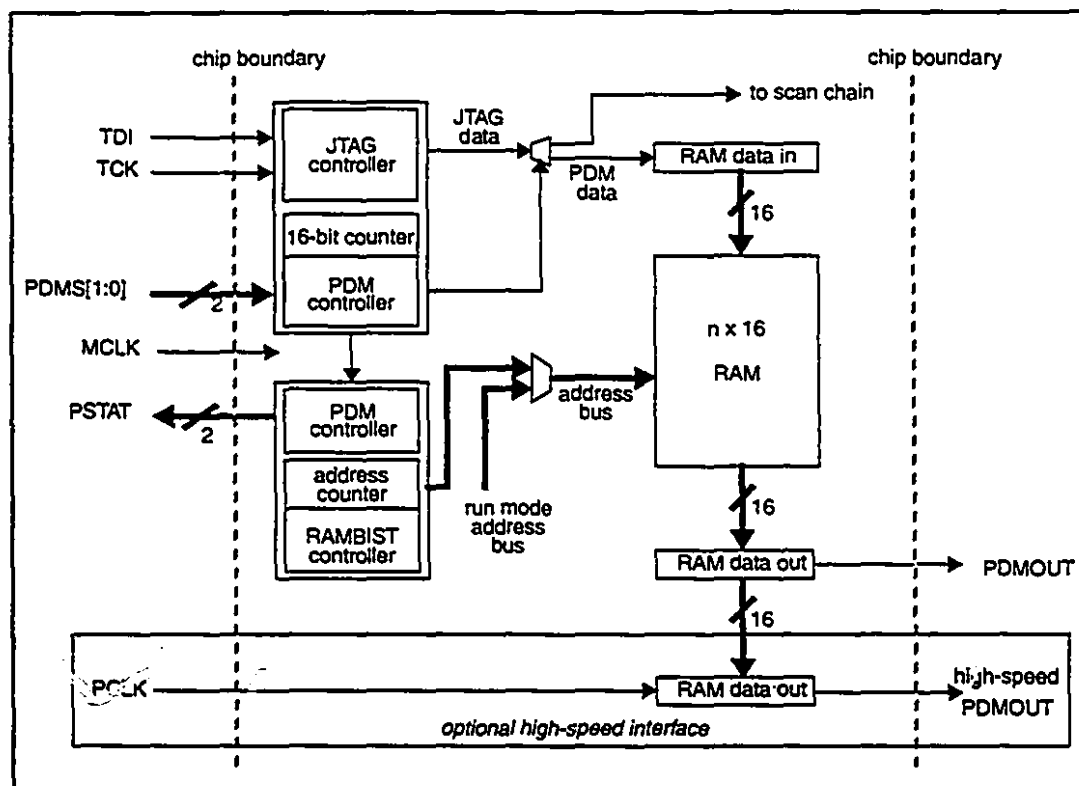 chip boundary
chip boundary
to scan chain
TDI
TCK
JTAG
controller
JTAG
data
PDM
data
RAM data in
16
16-bit counter
PDM
controller
PDMS[1:0]
2
MCLK
n x 16
RAM
PSTAT
2
PDM
controller
address
counter
RAMBIST
controller
address
bus
run mode
address
bus
16
RAM data out
PDMOUT
16
PCLK
RAM data out
high-speed
PDMOUT
optional high-speed interface